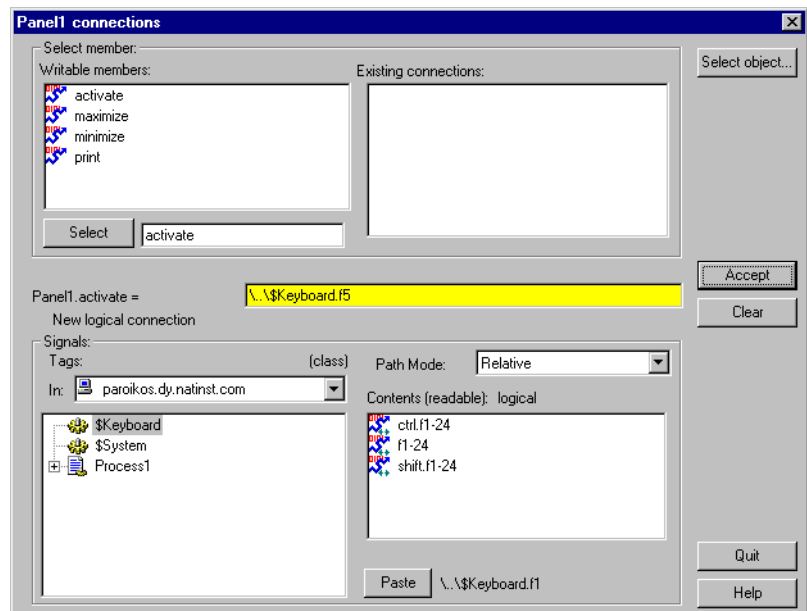 Panel1 connections
Select member:
Writable members:
Existing connections:
Select object...
activate
maximize
minimize
print
Select
activate
Accept
Panel1.activate =
\..\$Keyboard.f5
New logical connection
Clear
Signals:
Tags:
(class)
Path Mode:
Relative
In:
paroikos.dy.natinst.com
Contents (readable): logical
$Keyboard
$System
Process1
ctrl.f1-24
f1-24
shift.f1-24
Quit
Paste
\..\$Keyboard.f1
Help